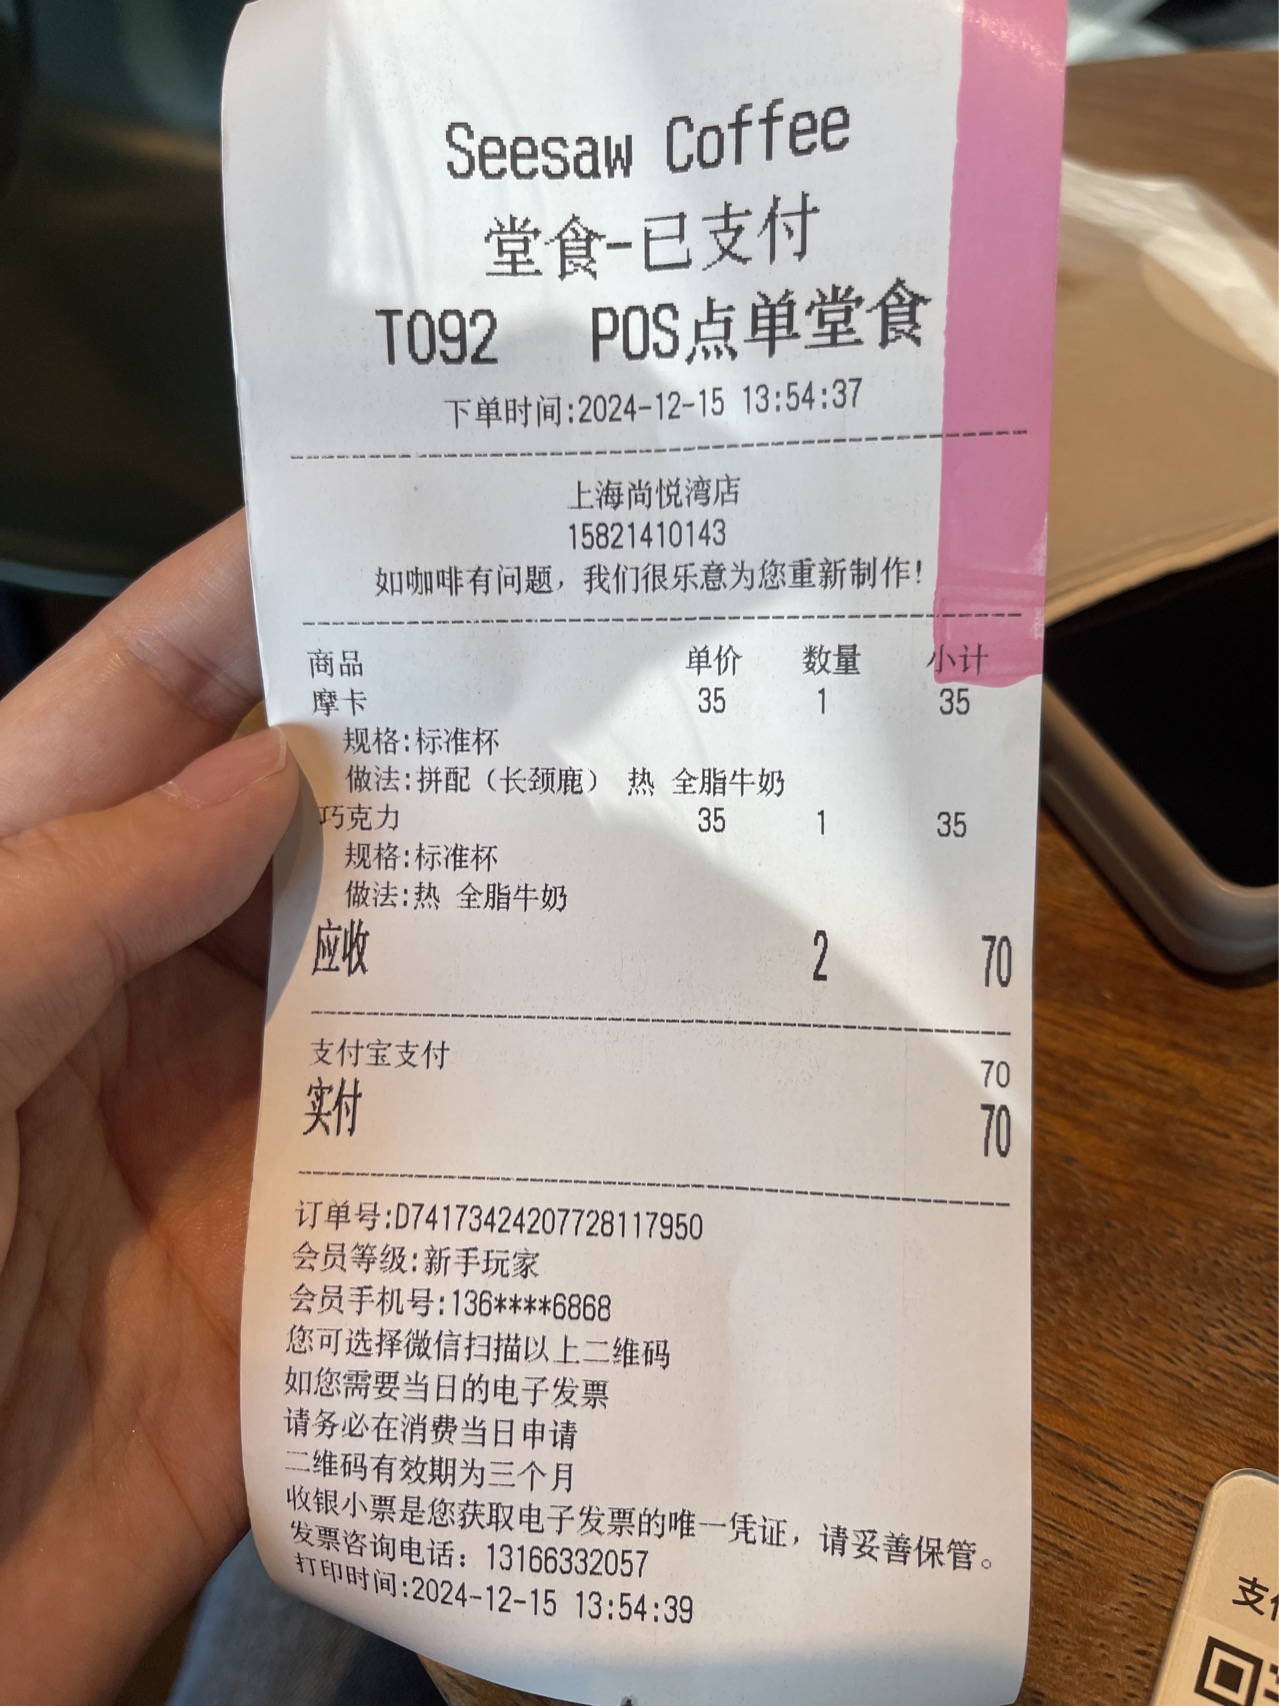 Seesaw Coffee
堂食-已支付
T092 POS点单堂食
下单时间:2024-12-15 13:54:37
上海尚悦湾店
15821410143
如咖啡有问题，我们很乐意为您重新制作！
商品 单价 数量 小计
摩卡 35 1 35
规格:标准杯
做法:拼配（长颈鹿） 热 全脂牛奶
巧克力 35 1 35
规格:标准杯
做法:热 全脂牛奶
应收 2 70
支付宝支付 70
实付 70
订单号:D74173424207728117950
会员等级:新手玩家
会员手机号:136****6868
您可选择微信扫描以上二维码
如您需要当日的电子发票
请务必在消费当日申请
二维码有效期为三个月
收银小票是您获取电子发票的唯一凭证，请妥善保管。
发票咨询电话：13166332057
打印时间:2024-12-15 13:54:39
支